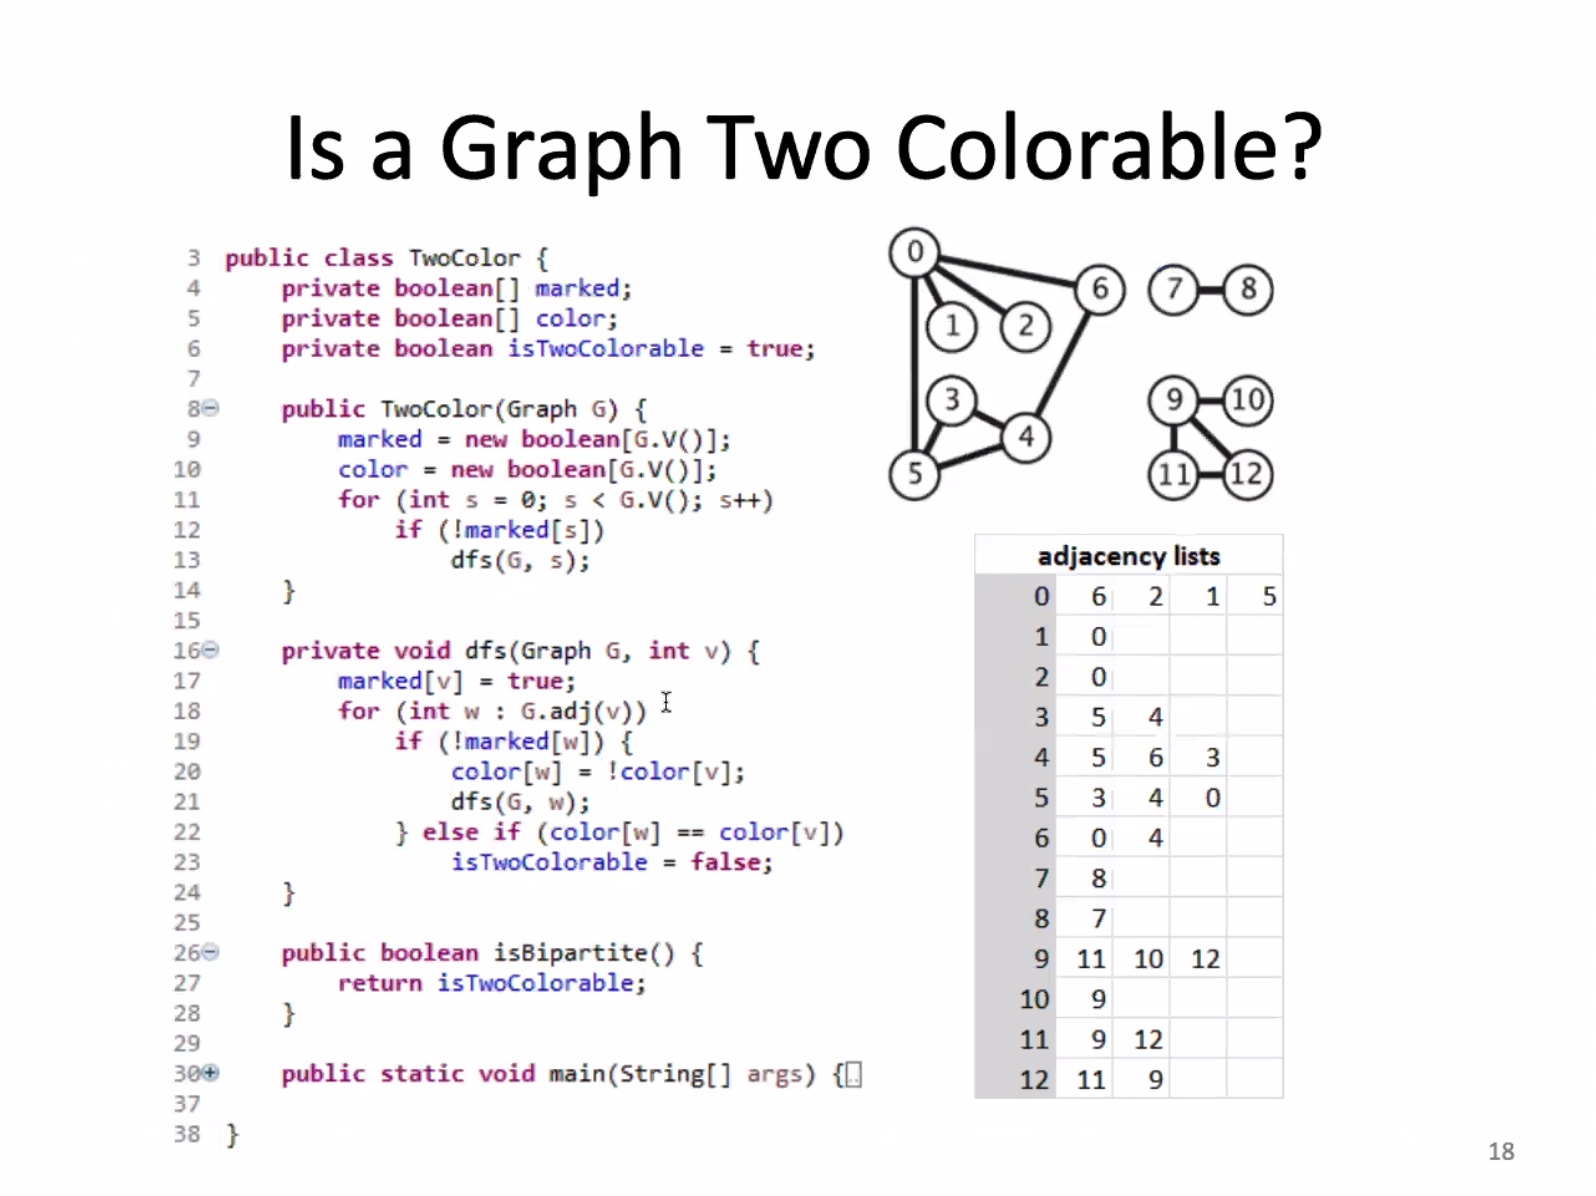 Is a Graph Two Colorable?
3 public class TwoColor {
4 private boolean[] marked;
5 private boolean[] color;
6 private boolean isTwoColorable = true;
7
8 public TwoColor(Graph G) {
9 marked = new boolean[G.V()];
10 color = new boolean[G.V()];
11 for (int s = 0; s < G.V(); s++)
12 if (!marked[s])
13 dfs(G, s);
14 }
15
16 private void dfs(Graph G, int v) {
17 marked[v] = true;
18 for (int w : G.adj(v))
19 if (!marked[w]) {
20 color[w] = !color[v];
21 dfs(G, w);
22 } else if (color[w] == color[v])
23 isTwoColorable = false;
24 }
25
26 public boolean isBipartite() {
27 return isTwoColorable;
28 }
29
30 public static void main(String[] args) {
37
38 }
0
6 7 8
1 2
3 9 10
4
5 11 12
adjacency lists
0 6 2 1 5
1 0
2 0
3 5 4
4 5 6 3
5 3 4 0
6 0 4
7 8
8 7
9 11 10 12
10 9
11 9 12
12 11 9
18